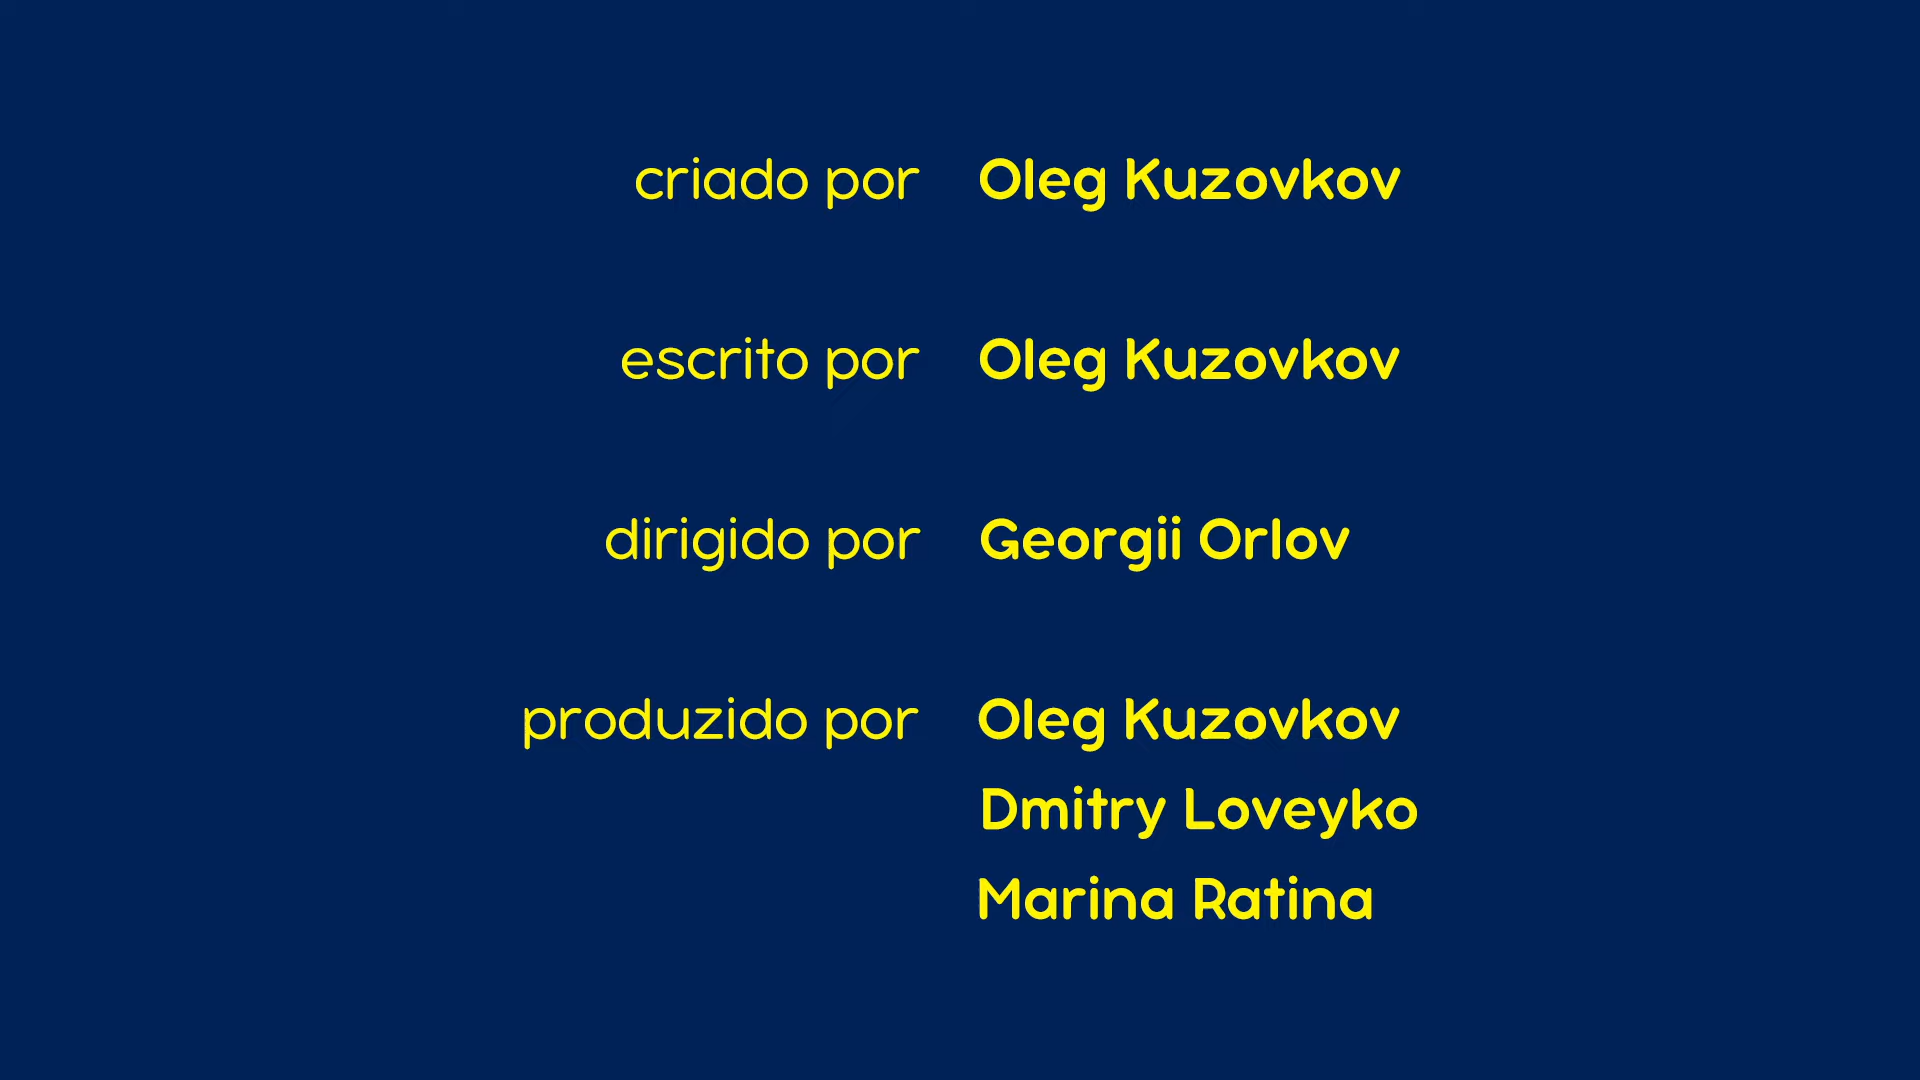 criado por Oleg Kuzovkov
escrito por Oleg Kuzovkov
dirigido por Georgii Orlov
produzido por Oleg Kuzovkov
Dmitry Loveyko
Marina Ratina